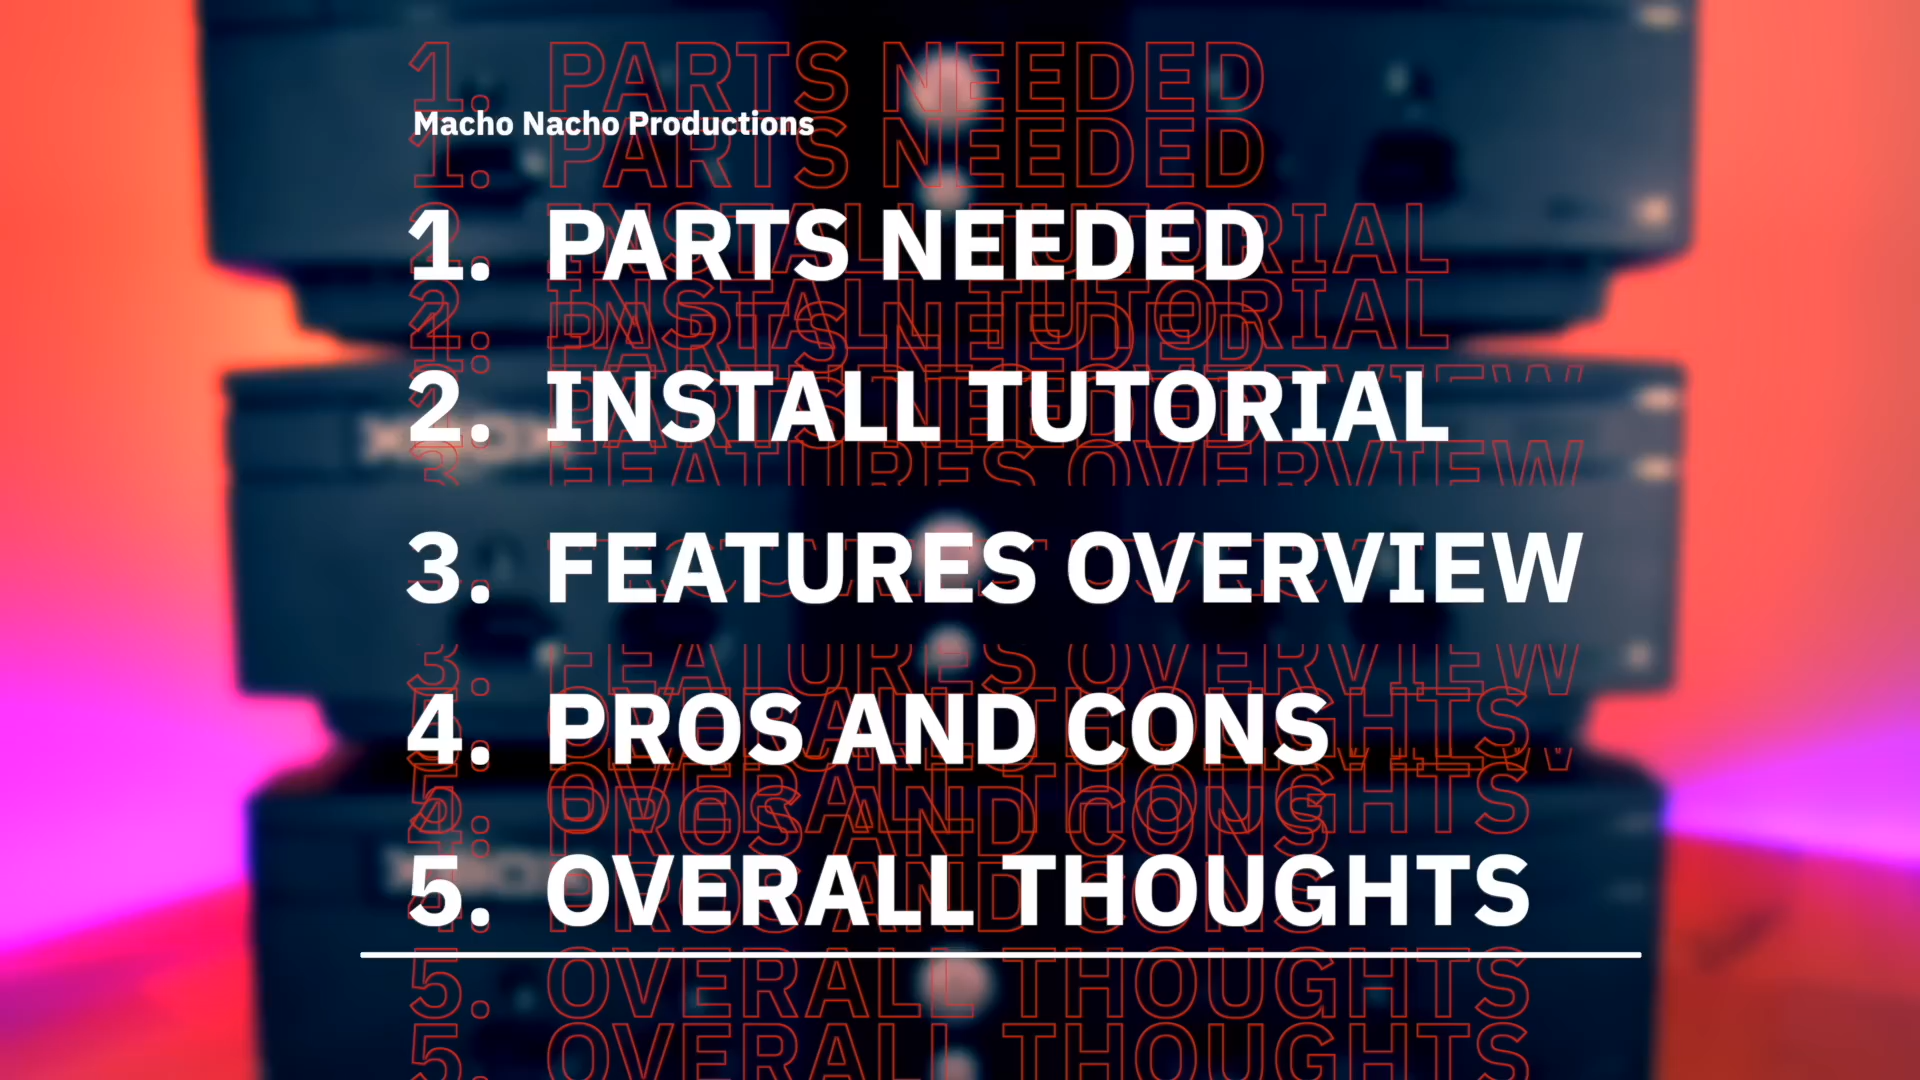 Macho Nacho Productions
1. PARTS NEEDED
2. INSTALL TUTORIAL
3. FEATURES OVERVIEW
4. PROS AND CONS
5. OVERALL THOUGHTS